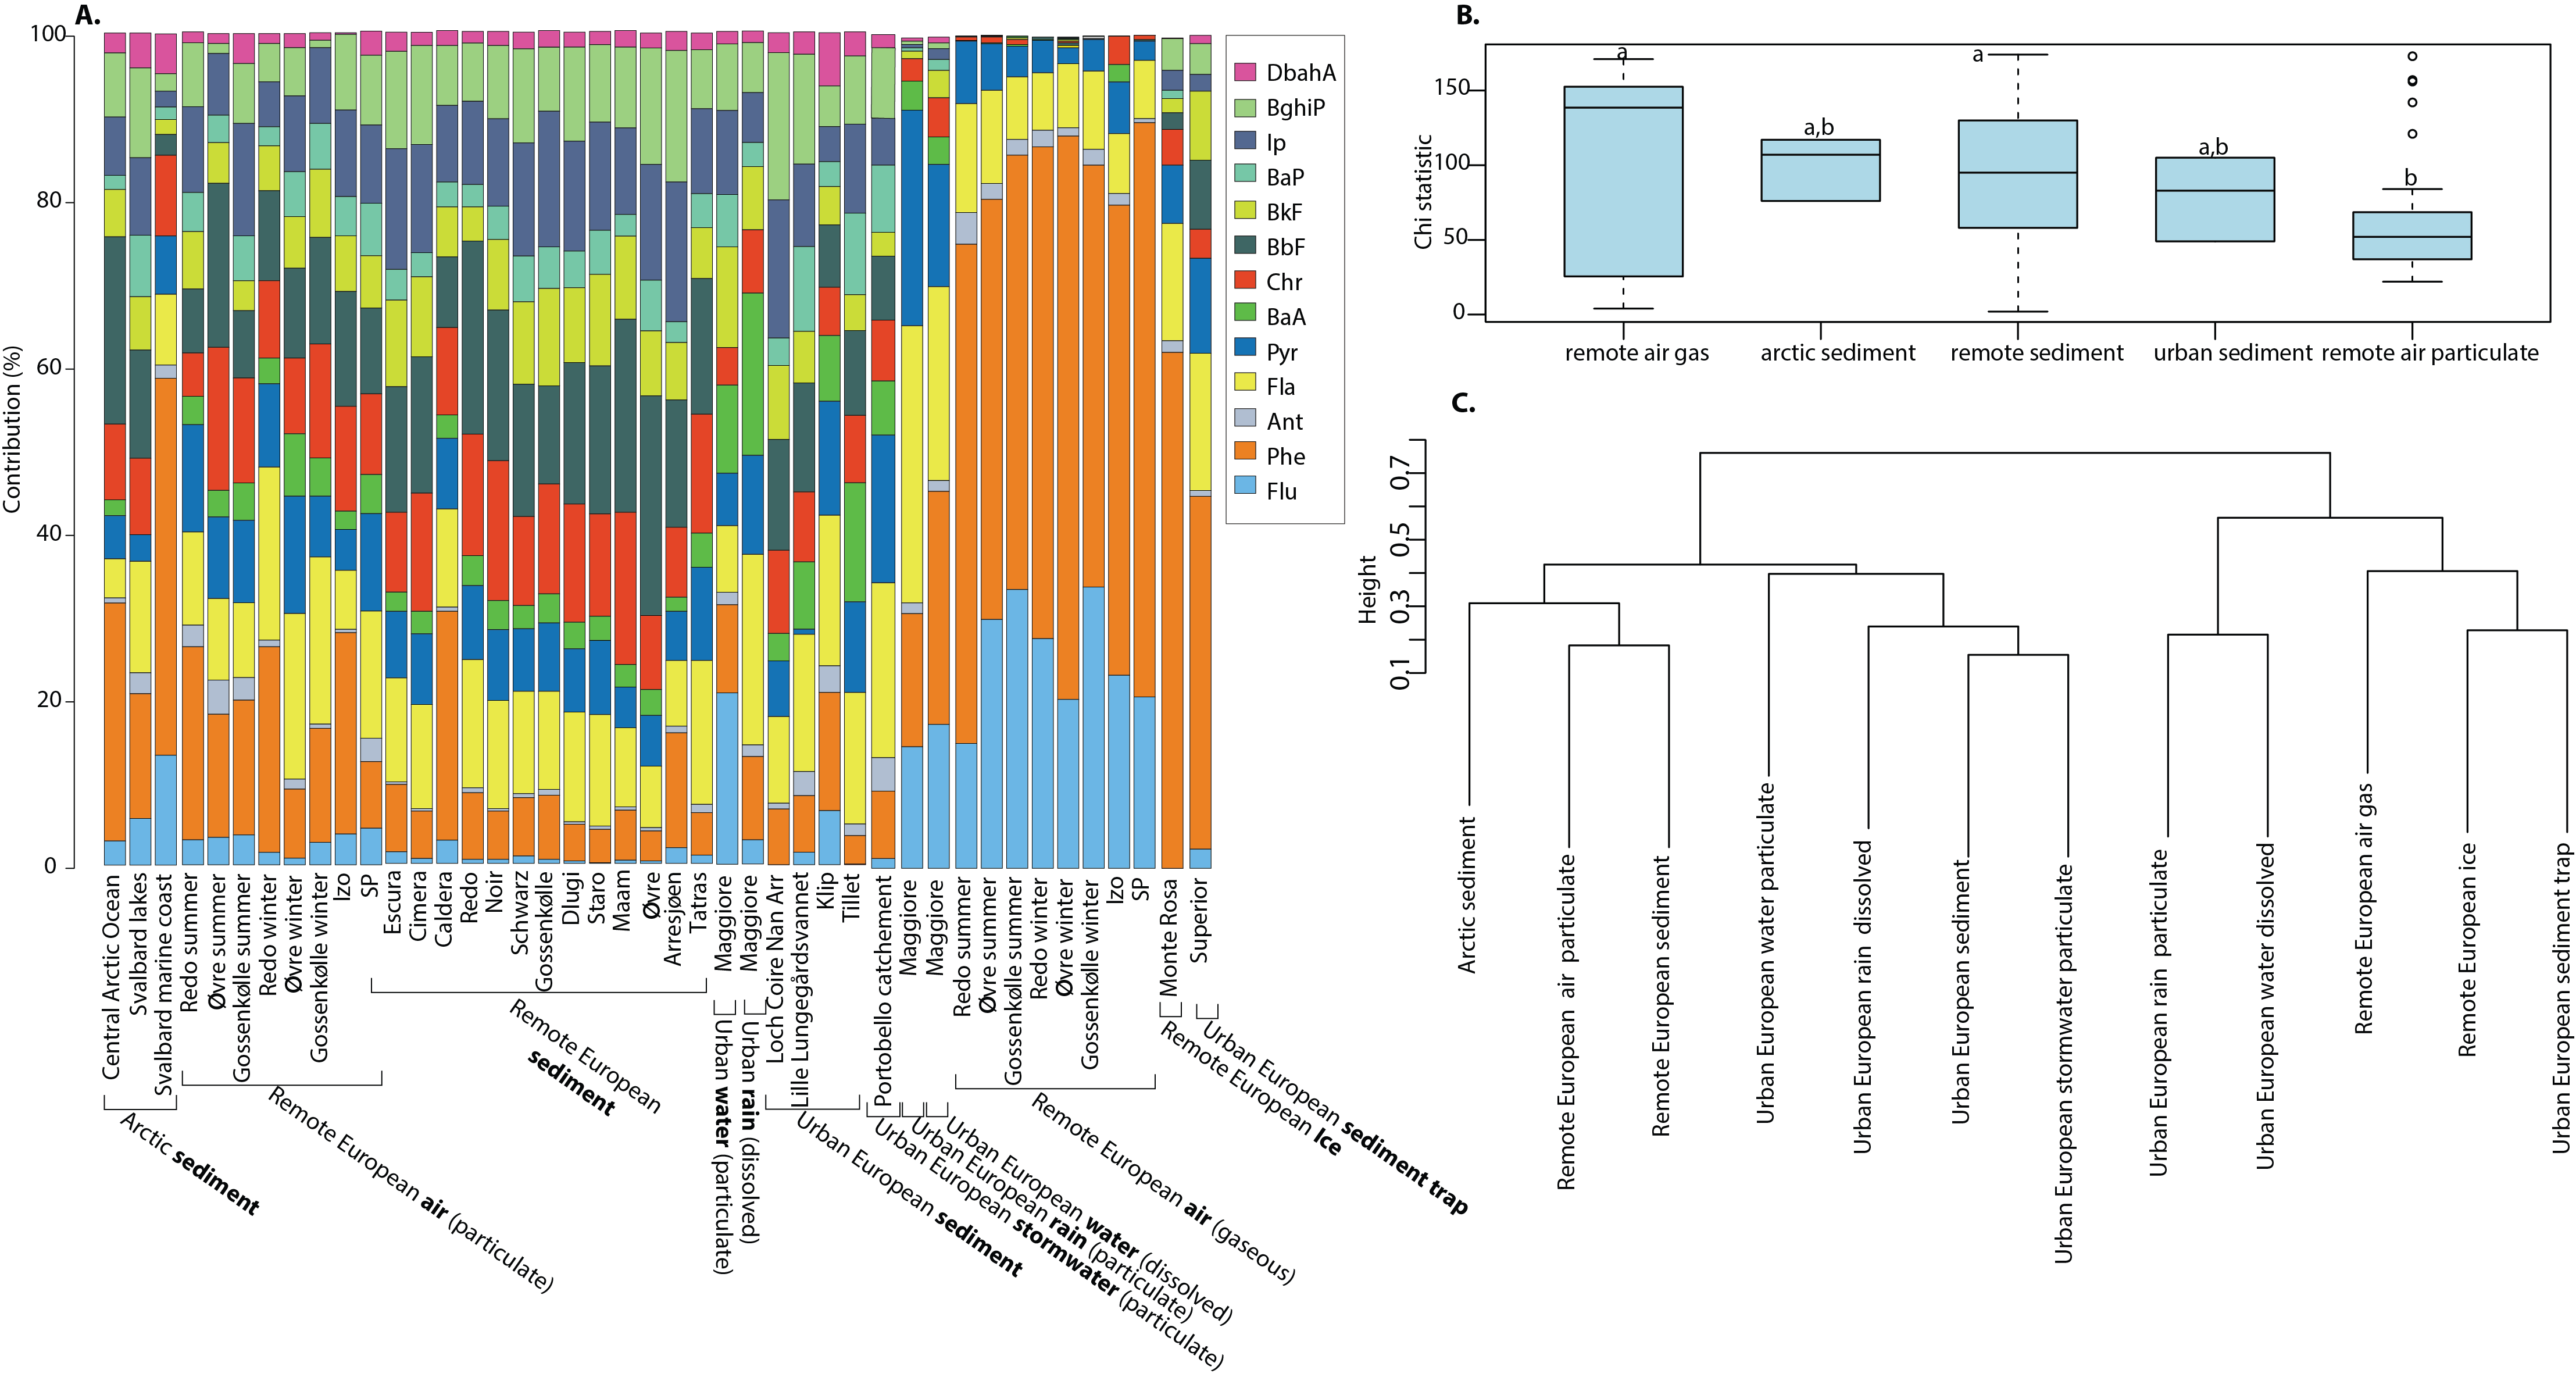 A.
100
80
60
40
20
0
Contribution (%)
DbahA
BghiP
Ip
BaP
BkF
BbF
Chr
BaA
Pyr
Fla
Ant
Phe
Flu
Central Arctic Ocean
Svalbard lakes
Svalbard marine coast
Redo summer
Øvre summer
Gossenkølle summer
Redo winter
Øvre winter
Gossenkølle winter
Izo
SP
Escura
Cimera
Caldera
Redo
Noir
Schwarz
Gossenkølle
Dlugi
Staro
Maam
Øvre
Arresjøen
Tatras
Maggiore
Maggiore
Loch Coire Nan Arr
Lille Lungegårdsvannet
Klip
Tillet
Portobello catchement
Maggiore
Maggiore
Redo summer
Øvre summer
Gossenkølle summer
Redo winter
Øvre winter
Gossenkølle winter
Izo
SP
Monte Rosa
Superior
Arctic sediment
Remote European air (particulate)
Remote European
sediment
Urban water (particulate)
Urban rain (dissolved)
Urban European sediment
Urban European stormwater (particulate)
Urban European rain (particulate)
Urban European water (dissolved)
Remote European air (gaseous)
Remote European Ice
Urban European sediment trap
B.
Chi statistic
150
100
50
0
a
a,b
a
a,b
b
remote air gas
arctic sediment
remote sediment
urban sediment
remote air particulate
C.
Height
0.7
0.5
0.3
0.1
Arctic sediment
Remote European air particulate
Remote European sediment
Urban European water particulate
Urban European rain dissolved
Urban European sediment
Urban European stormwater particulate
Urban European rain particulate
Urban European water dissolved
Remote European air gas
Remote European ice
Urban European sediment trap